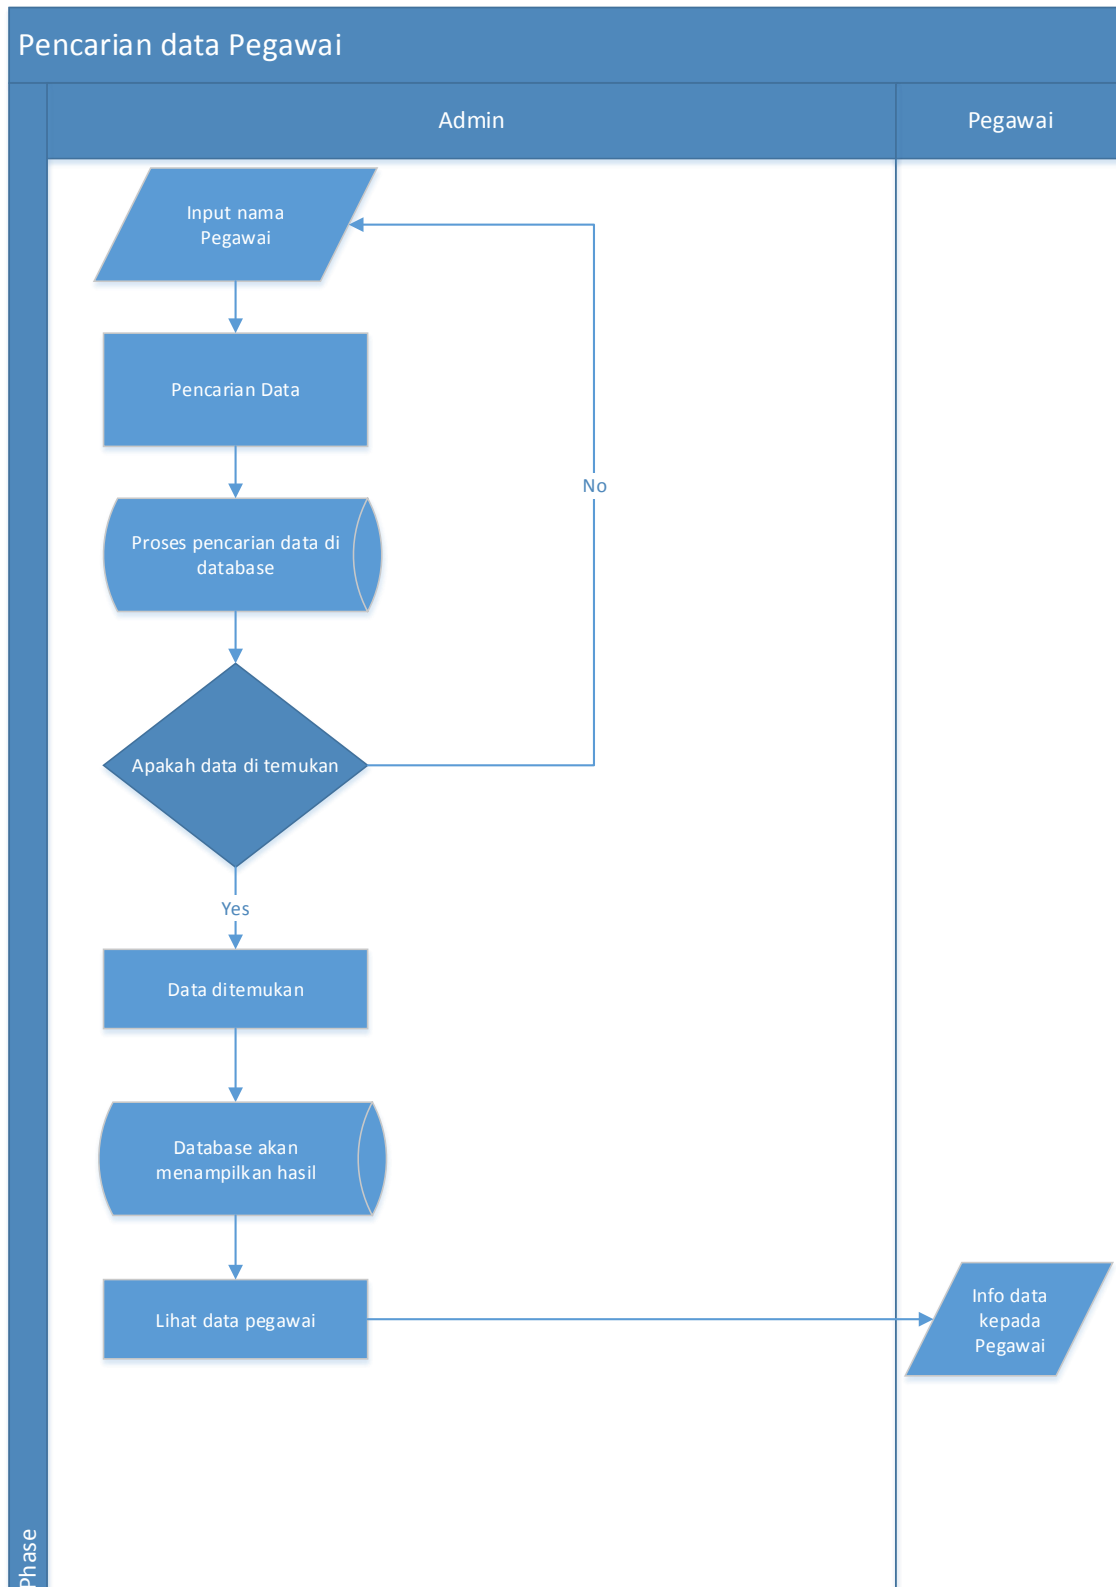 Pencarian data Pegawai
Admin
Pegawai
Input nama
Pegawai
Pencarian Data
No
Proses pencarian data di
database
Apakah data di temukan
Yes
Data ditemukan
Database akan
menampilkan hasil
Lihat data pegawai
Info data
kepada
Pegawai
Phase